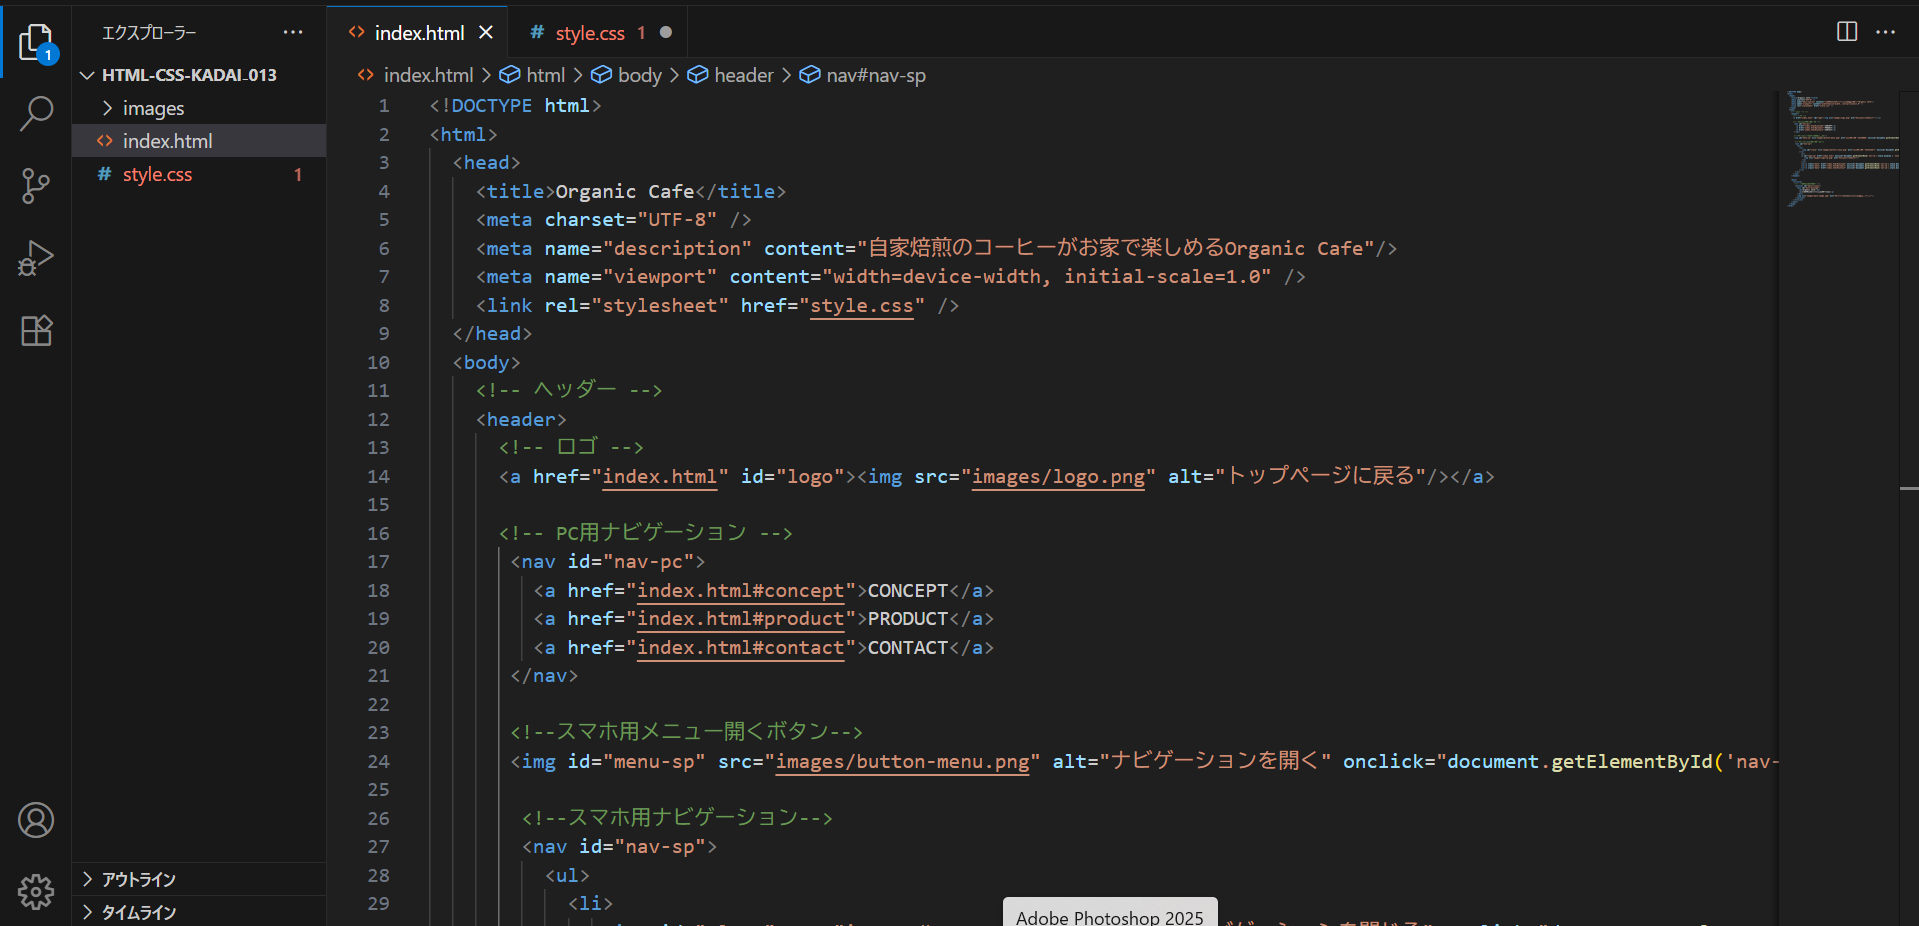 エクスプローラー
HTML-CSS-KADAI-013
images
index.html
style.css 1
1
アウトライン
タイムライン
index.html
style.css 1
index.html > html > body > header > nav#nav-sp
1 <!DOCTYPE html>
2 <html>
3 <head>
4 <title>Organic Cafe</title>
5 <meta charset="UTF-8" />
6 <meta name="description" content="自家焙煎のコーヒーがお家で楽しめるOrganic Cafe"/>
7 <meta name="viewport" content="width=device-width, initial-scale=1.0" />
8 <link rel="stylesheet" href="style.css" />
9 </head>
10 <body>
11 <!-- ヘッダー -->
12 <header>
13 <!-- ロゴ -->
14 <a href="index.html" id="logo"><img src="images/logo.png" alt="トップページに戻る"/></a>
15
16 <!-- PC用ナビゲーション -->
17 <nav id="nav-pc">
18 <a href="index.html#concept">CONCEPT</a>
19 <a href="index.html#product">PRODUCT</a>
20 <a href="index.html#contact">CONTACT</a>
21 </nav>
22
23 <!--スマホ用メニュー開くボタン-->
24 <img id="menu-sp" src="images/button-menu.png" alt="ナビゲーションを開く" onclick="document.getElementById('nav-
25
26 <!--スマホ用ナビゲーション-->
27 <nav id="nav-sp">
28 <ul>
29 <li>
Adobe Photoshop 2025